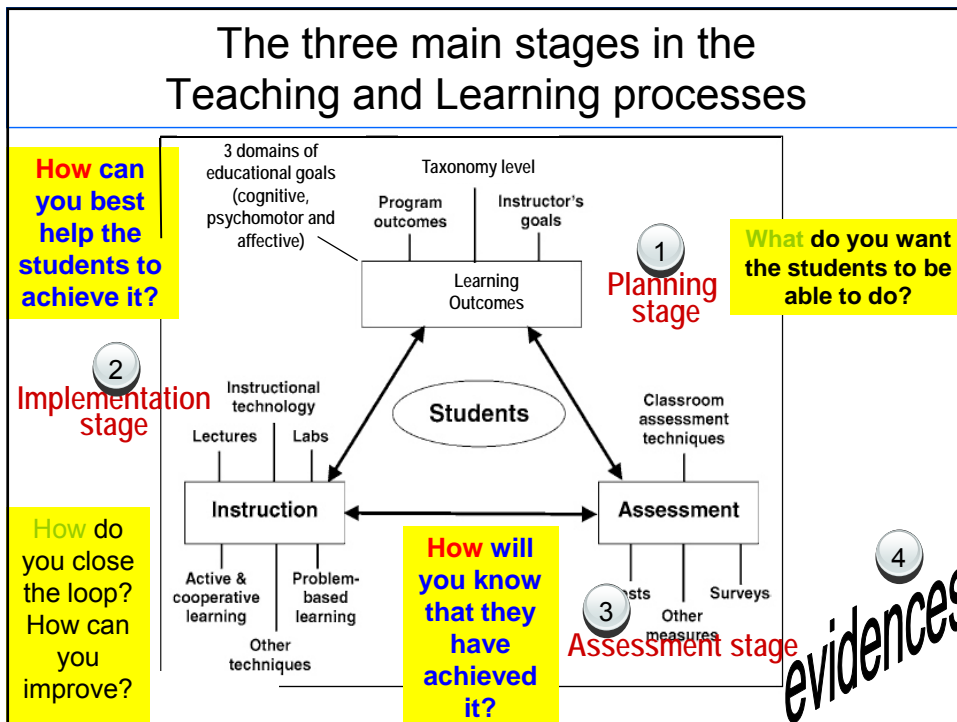 The three main stages in the
Teaching and Learning processes
How can
you best
help the
students to
achieve it?
3 domains of
educational goals
(cognitive,
psychomotor and
affective)
Taxonomy level
Program
outcomes
Instructor's
goals
Learning
Outcomes
1
Planning
stage
What do you want
the students to be
able to do?
2
Implementation
stage
Instructional
technology
Lectures
Labs
Students
Classroom
assessment
techniques
Instruction
Assessment
Active &
cooperative
learning
Problem-
based
learning
Other
techniques
How do
you close
the loop?
How can
you
improve?
How will
you know
that they
have
achieved
it?
3
Surveys
Other
measures
Assessment stage
4
evidences